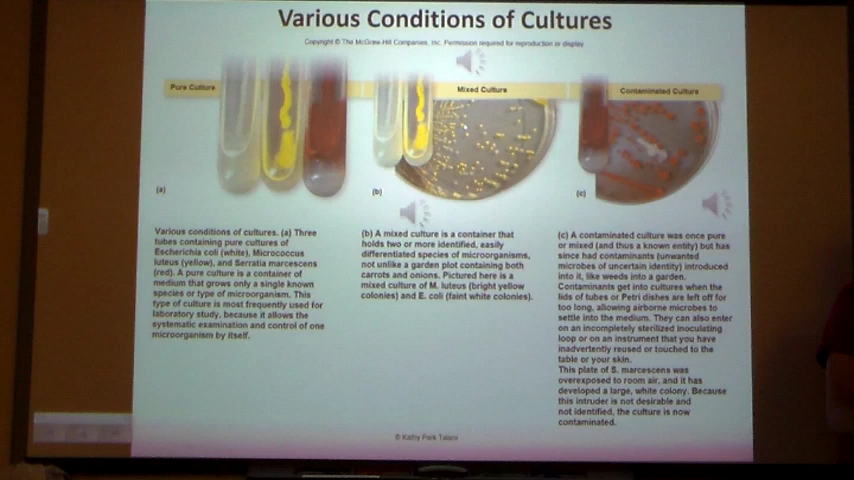 Various Conditions of Cultures
Copyright © The McGraw-Hill Companies, Inc. Permission required for reproduction or display
Pure Culture
Mixed Culture
Contaminated Culture
(a)
(b)
(c)
Various conditions of cultures. (a) Three
tubes containing pure cultures of
Escherichia coli (white), Micrococcus
luteus (yellow), and Serratia marcescens
(red). A pure culture is a container of
medium that grows only a single known
species or type of microorganism. This
type of culture is most frequently used for
laboratory study, because it allows the
systematic examination and control of one
microorganism by itself.
(b) A mixed culture is a container that
holds two or more identified, easily
differentiated species of microorganisms,
not unlike a garden plot containing both
carrots and onions. Pictured here is a
mixed culture of M. luteus (bright yellow
colonies) and E. coli (faint white colonies).
(c) A contaminated culture was once pure
or mixed (and thus a known entity) but has
since had contaminants (unwanted
microbes of uncertain identity) introduced
into it, like weeds into a garden.
Contaminants get into cultures when the
lids of tubes or Petri dishes are left off for
too long, allowing airborne microbes to
settle into the medium. They can also enter
on an incompletely sterilized inoculating
loop or on an instrument that you have
inadvertently reused or touched to the
table or your skin.
This plate of S. marcescens was
overexposed to room air, and it has
developed a large, white colony. Because
this intruder is not desirable and
not identified, the culture is now
contaminated.
© Kathy Park Talaro